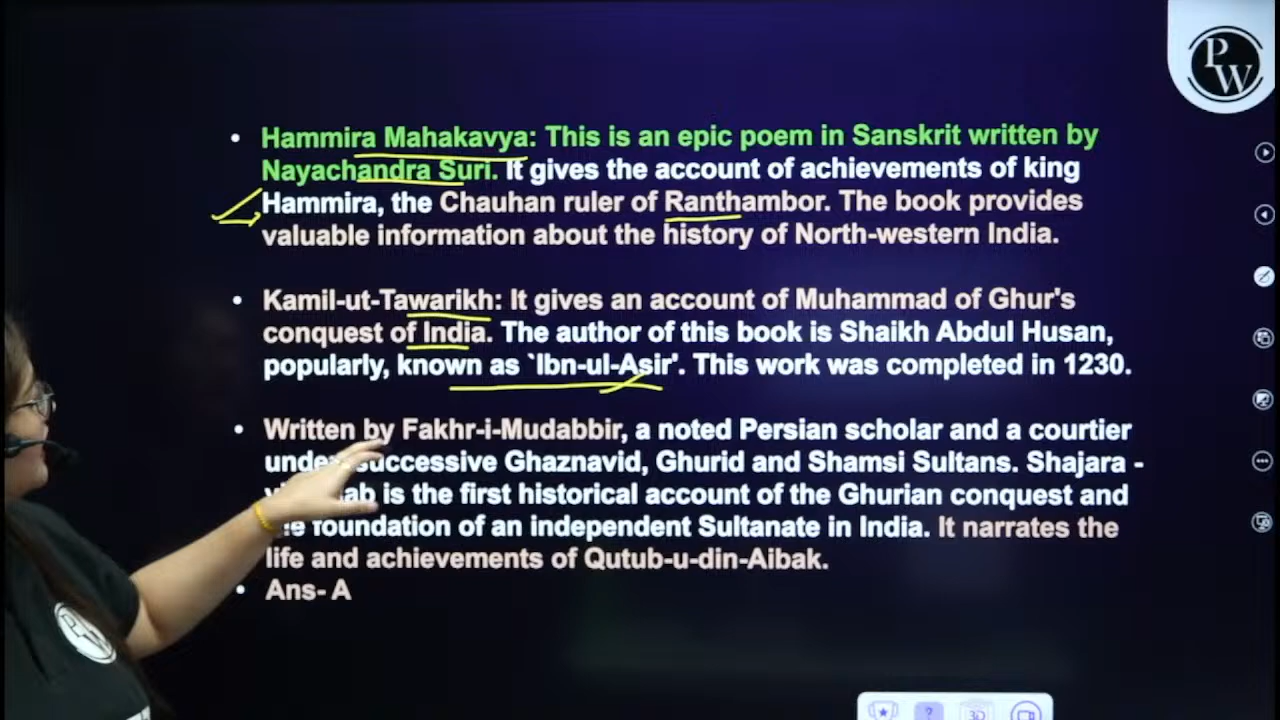 PW
• Hammira Mahakavya: This is an epic poem in Sanskrit written by
Nayachandra Suri. It gives the account of achievements of king
Hammira, the Chauhan ruler of Ranthambor. The book provides
valuable information about the history of North-western India.
• Kamil-ut-Tawarikh: It gives an account of Muhammad of Ghur's
conquest of India. The author of this book is Shaikh Abdul Husan,
popularly, known as `Ibn-ul-Asir'. This work was completed in 1230.
• Written by Fakhr-i-Mudabbir, a noted Persian scholar and a courtier
successive Ghaznavid, Ghurid and Shamsi Sultans. Shajara -
is the first historical account of the Ghurian conquest and
foundation of an independent Sultanate in India. It narrates the
life and achievements of Qutub-u-din-Aibak.
• Ans- A
PW
?
3D